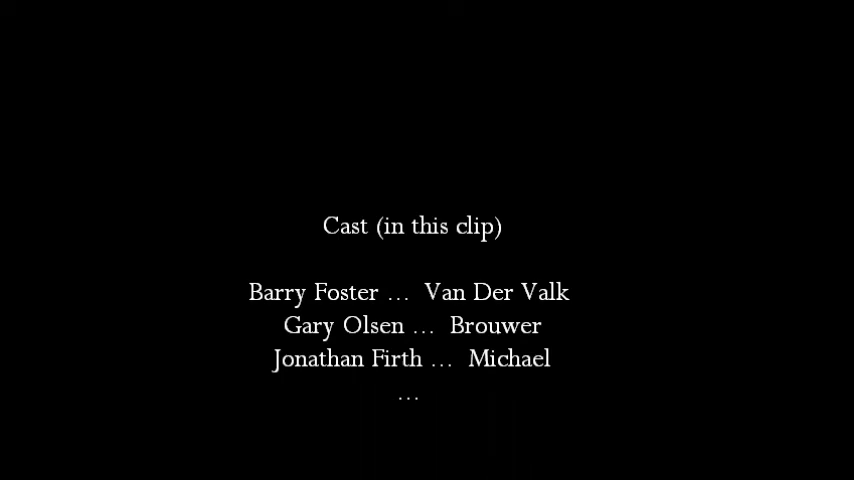 Cast (in this clip)
Barry Foster ... Van Der Valk
Gary Olsen ... Brouwer
Jonathan Firth ... Michael
...